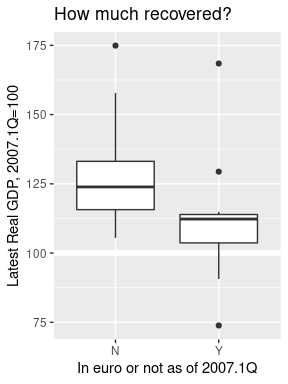 How much recovered?
Latest Real GDP, 2007.1Q=100
175
150
125
100
75
N Y
In euro or not as of 2007.1Q